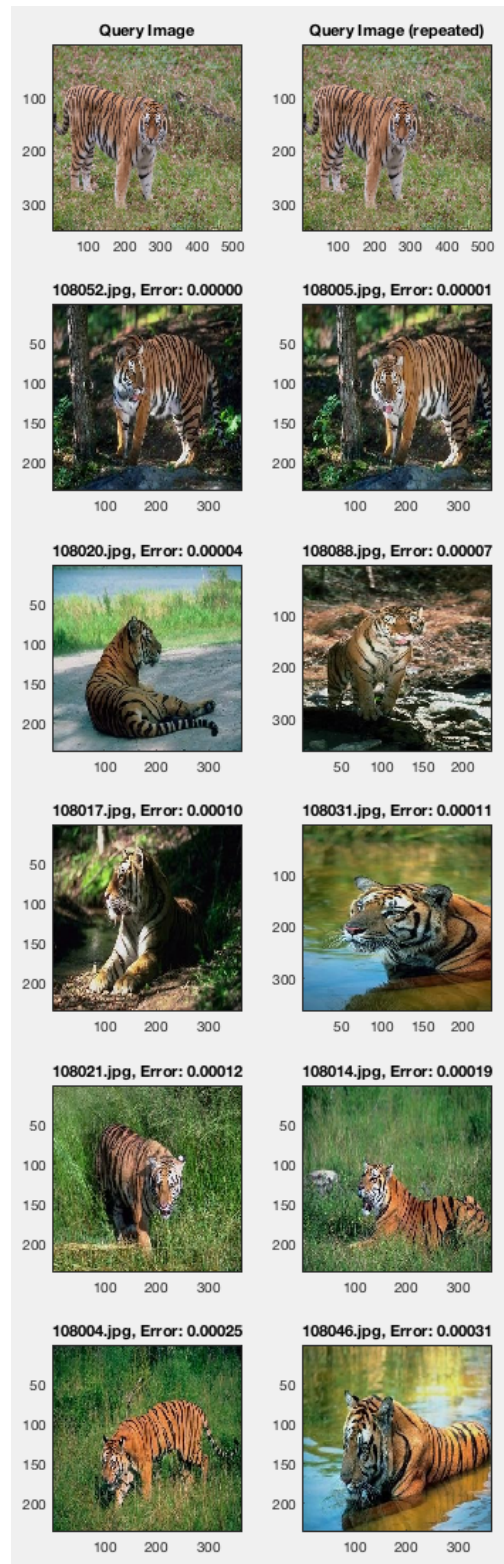 Query Image Query Image (repeated)
100 100
200 200
300 300
100 200 300 400 500 100 200 300 400 500
108052.jpg, Error: 0.00000 108005.jpg, Error: 0.00001
50 50
100 100
150 150
200 200
100 200 300 100 200 300
108020.jpg, Error: 0.00004 108088.jpg, Error: 0.00007
50
100
100
200
150
300
200
100 200 300 50 100 150 200
108017.jpg, Error: 0.00010 108031.jpg, Error: 0.00011
50
100
100
200
150
300
200
100 200 300 50 100 150 200
108021.jpg, Error: 0.00012 108014.jpg, Error: 0.00019
50 50
100 100
150 150
200 200
100 200 300 100 200 300
108004.jpg, Error: 0.00025 108046.jpg, Error: 0.00031
50 50
100 100
150 150
200 200
100 200 300 100 200 300